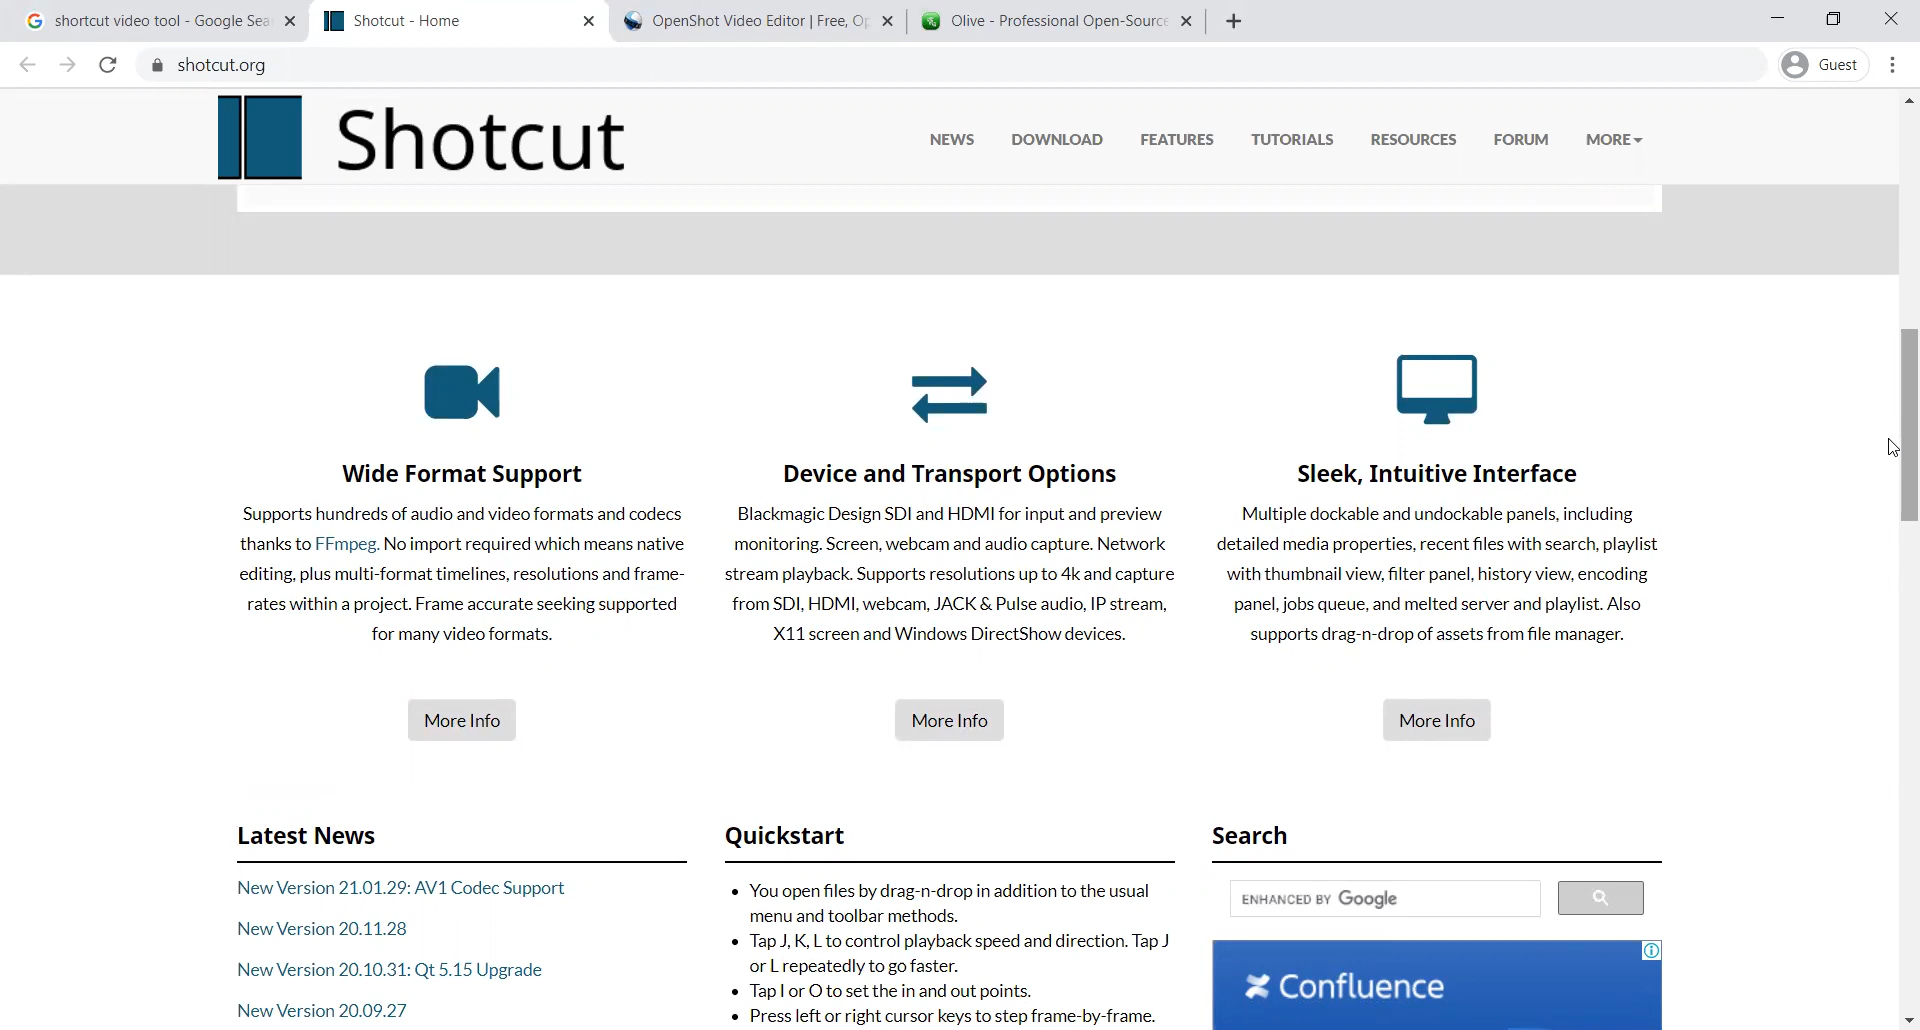 shortcut video tool - Google Sea
Shotcut - Home
OpenShot Video Editor | Free, Op
Olive - Professional Open-Source
shotcut.org
Guest
Shotcut
NEWS
DOWNLOAD
FEATURES
TUTORIALS
RESOURCES
FORUM
MORE
Wide Format Support
Supports hundreds of audio and video formats and codecs
thanks to FFmpeg. No import required which means native
editing, plus multi-format timelines, resolutions and frame-
rates within a project. Frame accurate seeking supported
for many video formats.
More Info
Device and Transport Options
Blackmagic Design SDI and HDMI for input and preview
monitoring. Screen, webcam and audio capture. Network
stream playback. Supports resolutions up to 4k and capture
from SDI, HDMI, webcam, JACK & Pulse audio, IP stream,
X11 screen and Windows DirectShow devices.
More Info
Sleek, Intuitive Interface
Multiple dockable and undockable panels, including
detailed media properties, recent files with search, playlist
with thumbnail view, filter panel, history view, encoding
panel, jobs queue, and melted server and playlist. Also
supports drag-n-drop of assets from file manager.
More Info
Latest News
New Version 21.01.29: AV1 Codec Support
New Version 20.11.28
New Version 20.10.31: Qt 5.15 Upgrade
New Version 20.09.27
Quickstart
• You open files by drag-n-drop in addition to the usual
menu and toolbar methods.
• Tap J, K, L to control playback speed and direction. Tap J
or L repeatedly to go faster.
• Tap I or O to set the in and out points.
• Press left or right cursor keys to step frame-by-frame.
Search
ENHANCED BY Google
Confluence